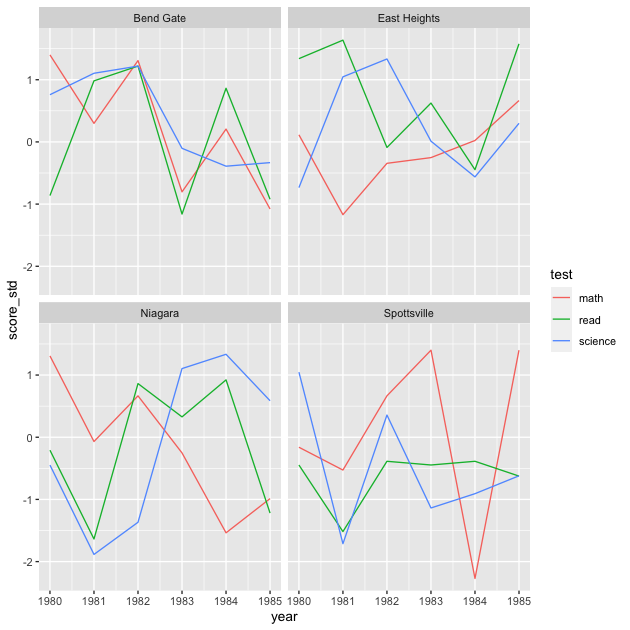 Bend Gate
East Heights
1
0
-1
-2
score_std
Niagara
Spottsville
1
0
-1
-2
1980 1981 1982 1983 1984 1985
1980 1981 1982 1983 1984 1985
year
test
math
read
science